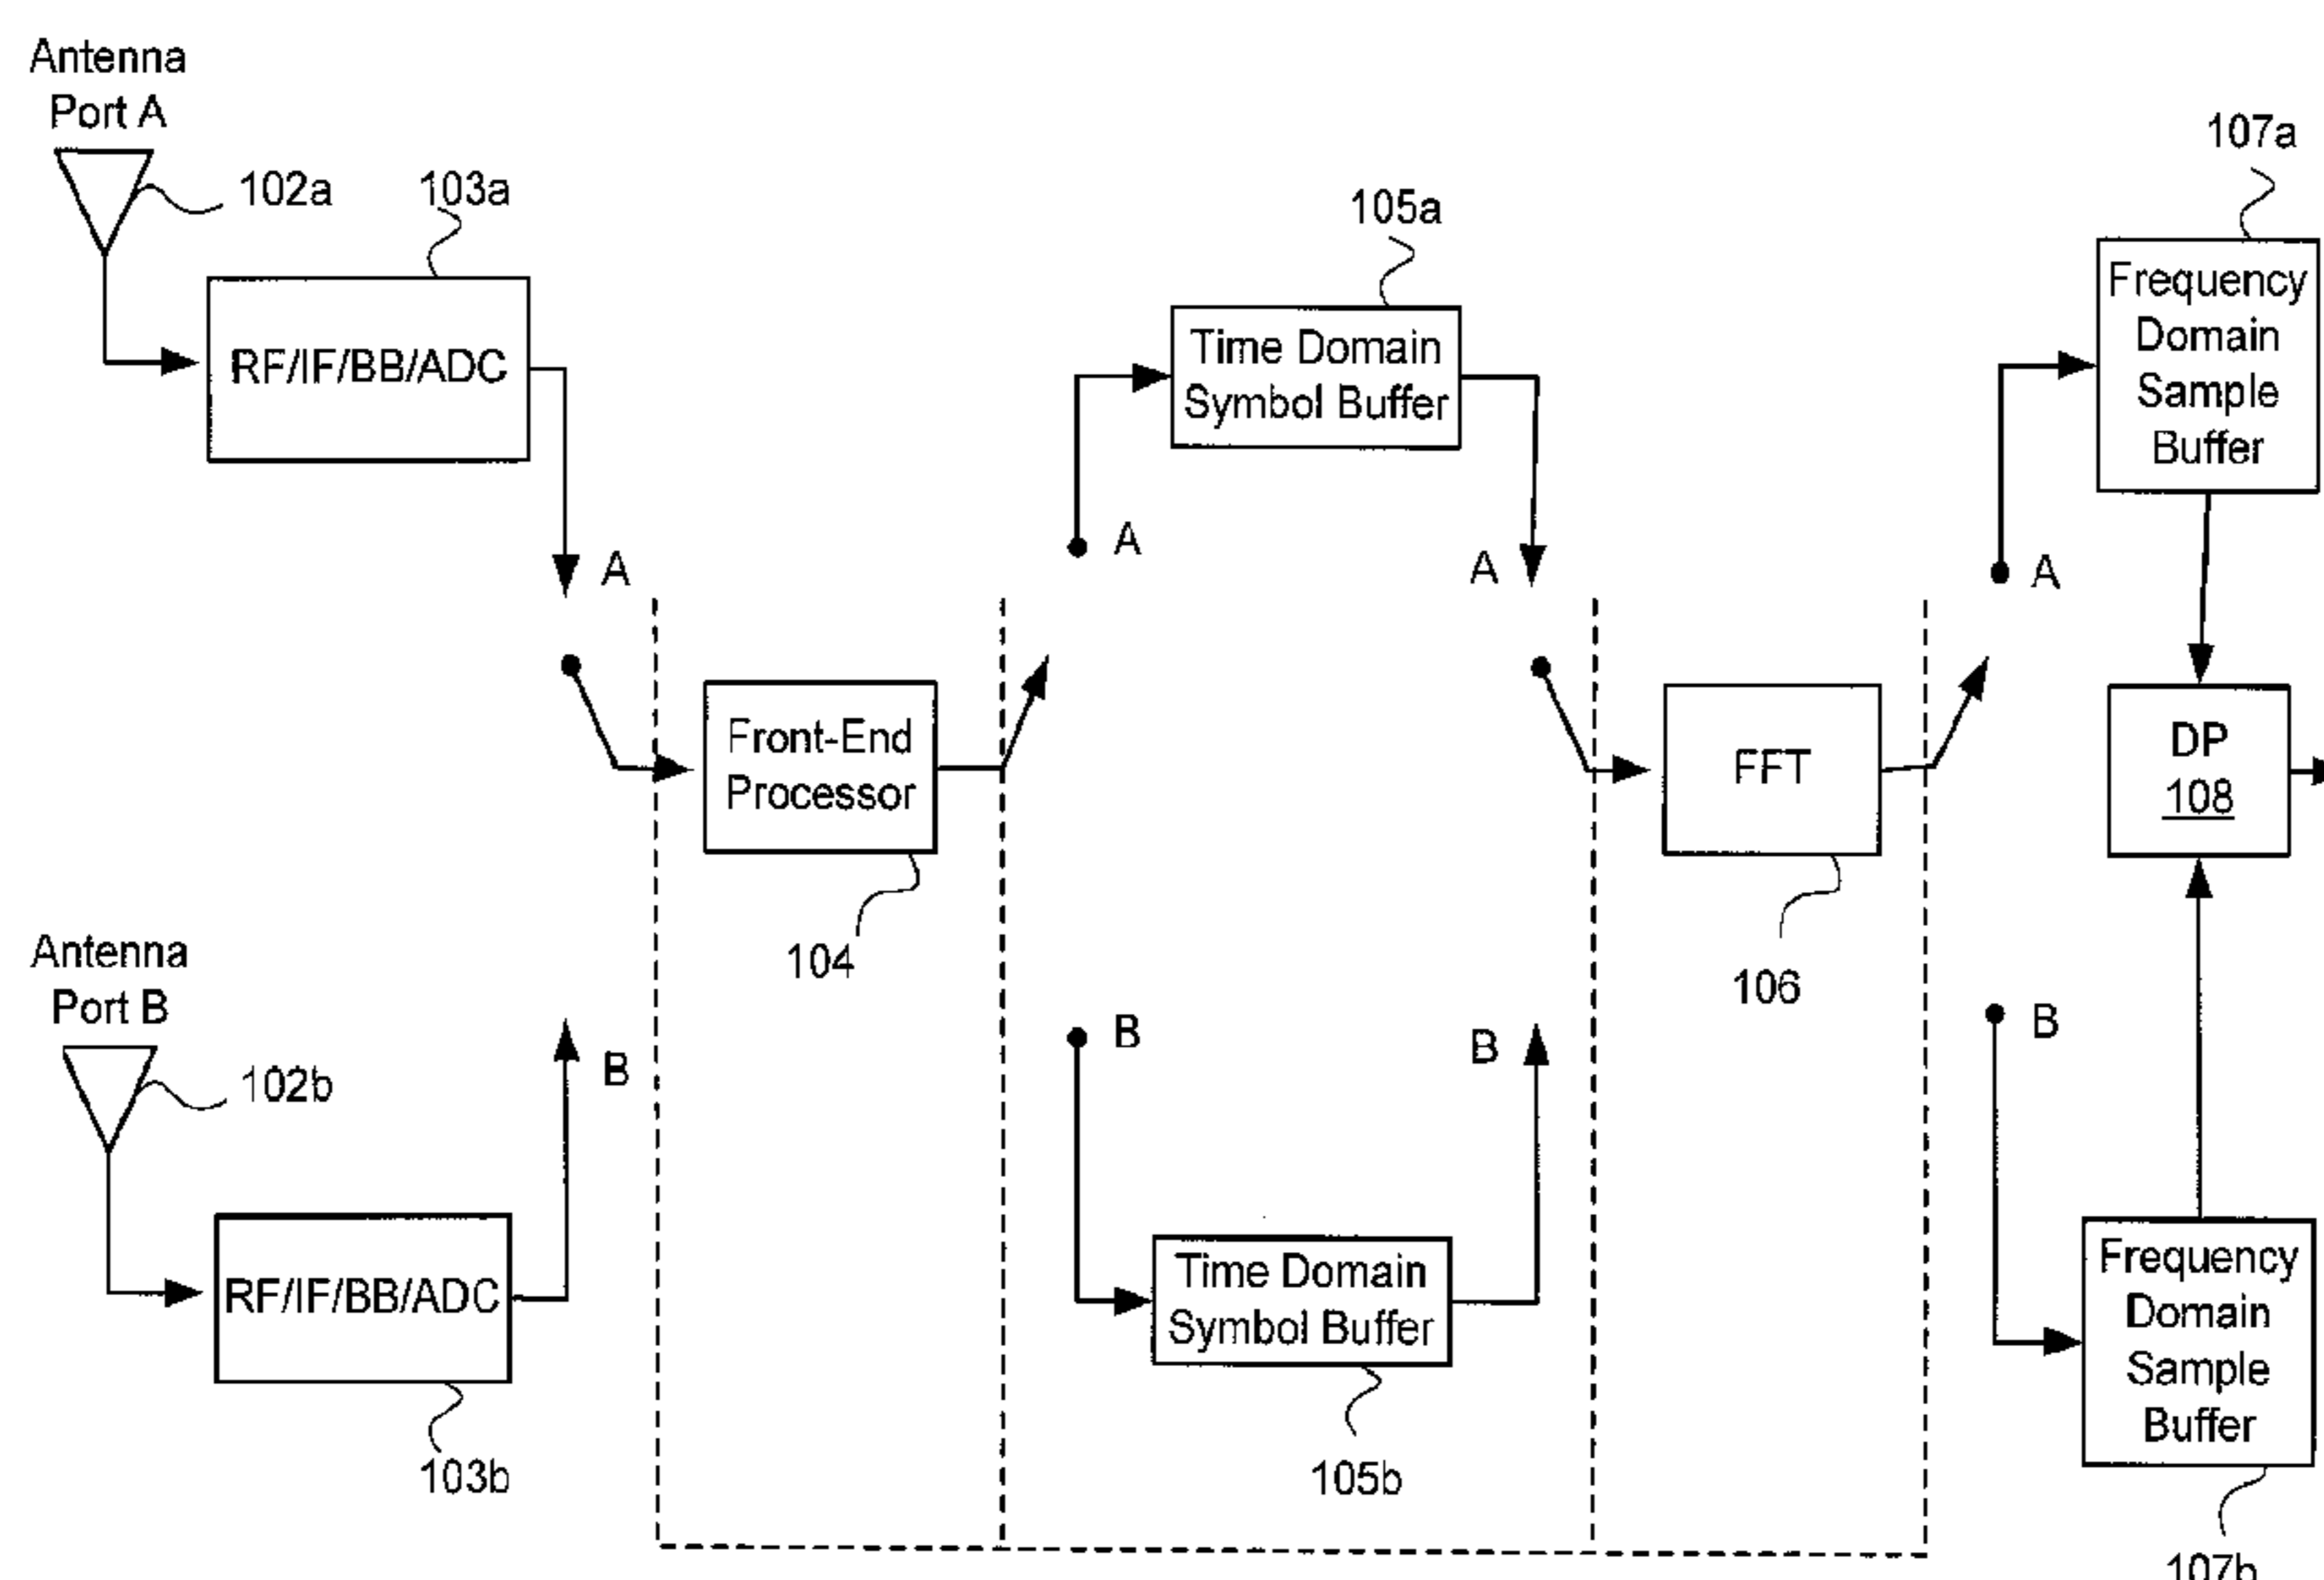 Antenna
Port A
102a
103a
RF/IF/BB/ADC
A
Front-End
Processor
104
A
105a
Time Domain
Symbol Buffer
A
FFT
106
A
107a
Frequency
Domain
Sample
Buffer
DP
108
Antenna
Port B
102b
RF/IF/BB/ADC
103b
B
B
Time Domain
Symbol Buffer
105b
B
B
Frequency
Domain
Sample
Buffer
107b